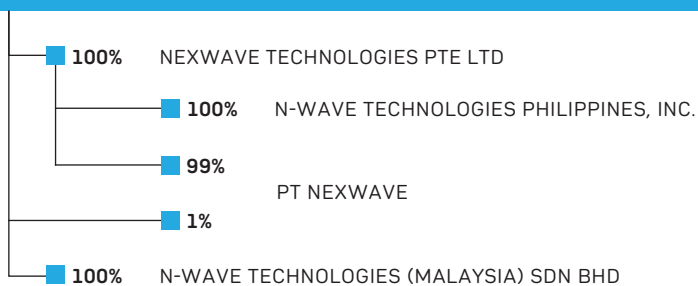 100% NEXWAVE TECHNOLOGIES PTE LTD
100% N-WAVE TECHNOLOGIES PHILIPPINES, INC.
99%
PT NEXWAVE
1%
100% N-WAVE TECHNOLOGIES (MALAYSIA) SDN BHD